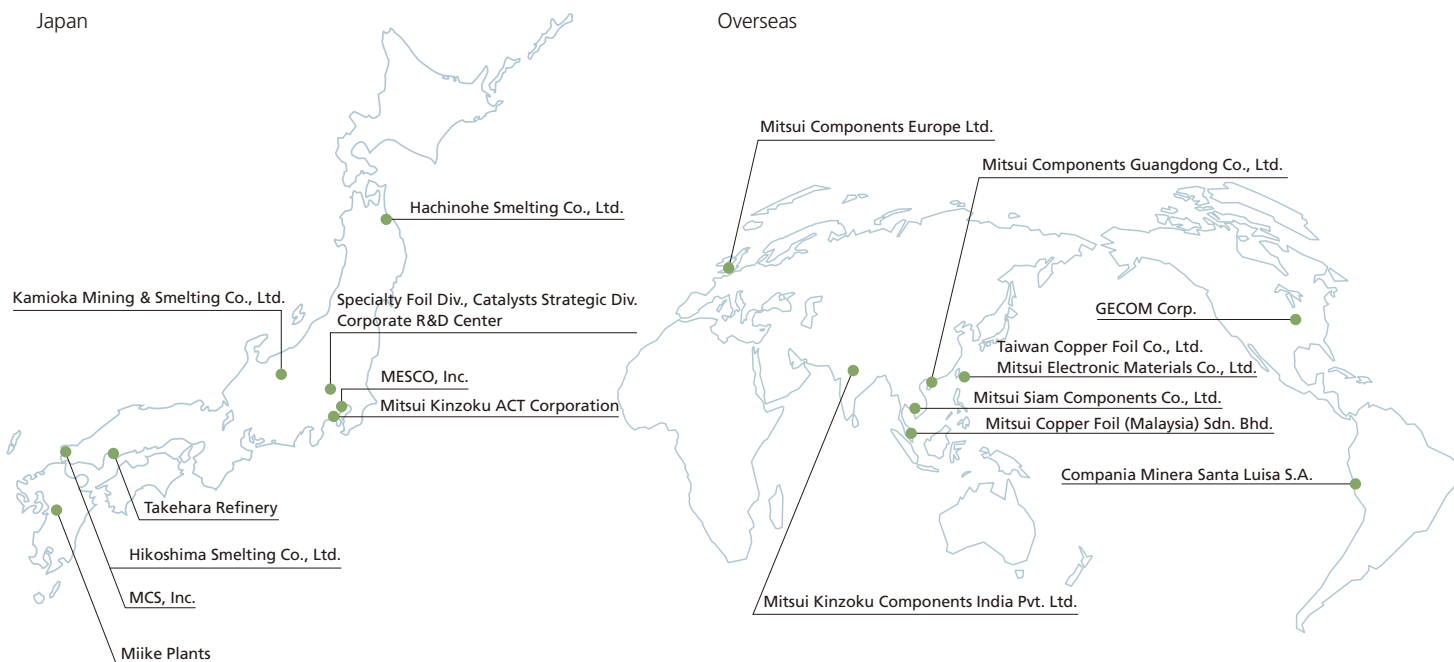 Japan
Hachinohe Smelting Co., Ltd.
Kamioka Mining & Smelting Co., Ltd.
Specialty Foil Div., Catalysts Strategic Div.
Corporate R&D Center
MESCO, Inc.
Mitsui Kinzoku ACT Corporation
Takehara Refinery
Hikoshima Smelting Co., Ltd.
MCS, Inc.
Miike Plants
Overseas
Mitsui Components Europe Ltd.
Mitsui Components Guangdong Co., Ltd.
GECOM Corp.
Taiwan Copper Foil Co., Ltd.
Mitsui Electronic Materials Co., Ltd.
Mitsui Siam Components Co., Ltd.
Mitsui Copper Foil (Malaysia) Sdn. Bhd.
Compania Minera Santa Luisa S.A.
Mitsui Kinzoku Components India Pvt. Ltd.